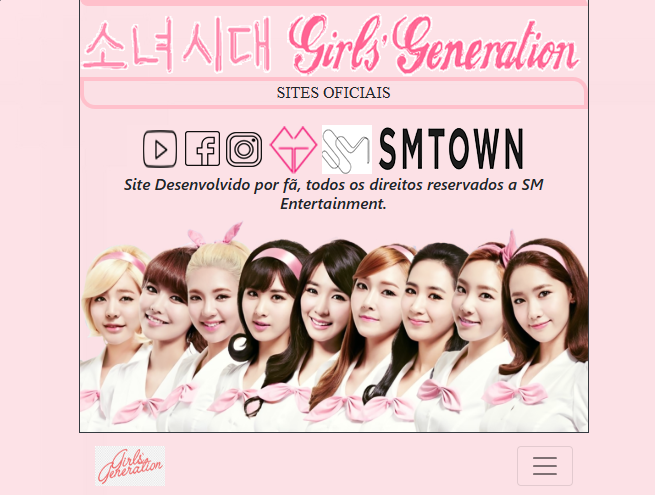 소녀시대 Girls' Generation
SITES OFICIAIS
SMTOWN
Site Desenvolvido por fã, todos os direitos reservados a SM
Entertainment.
Girls'
Generation